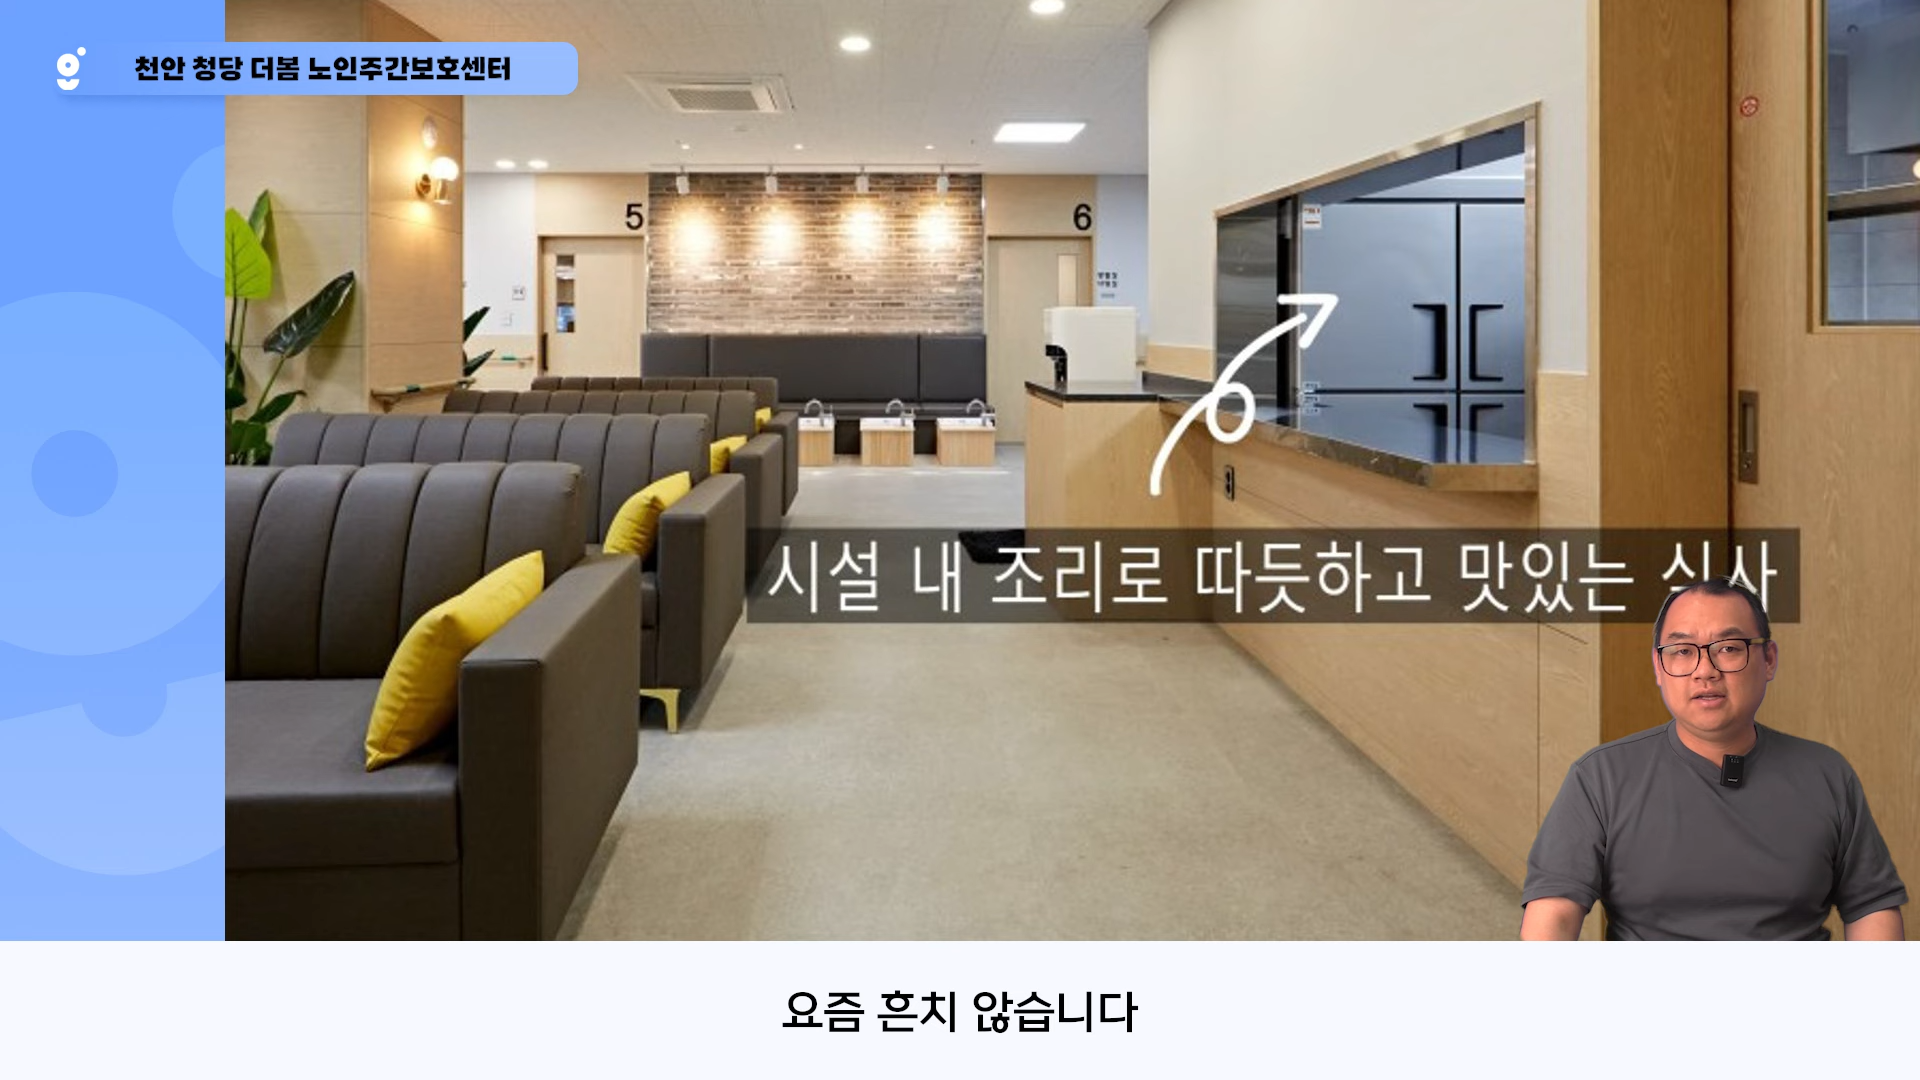 천안 청당 더봄 노인주간보호센터
5
6
시설 내 조리로 따듯하고 맛있는 식사
요즘 흔치 않습니다